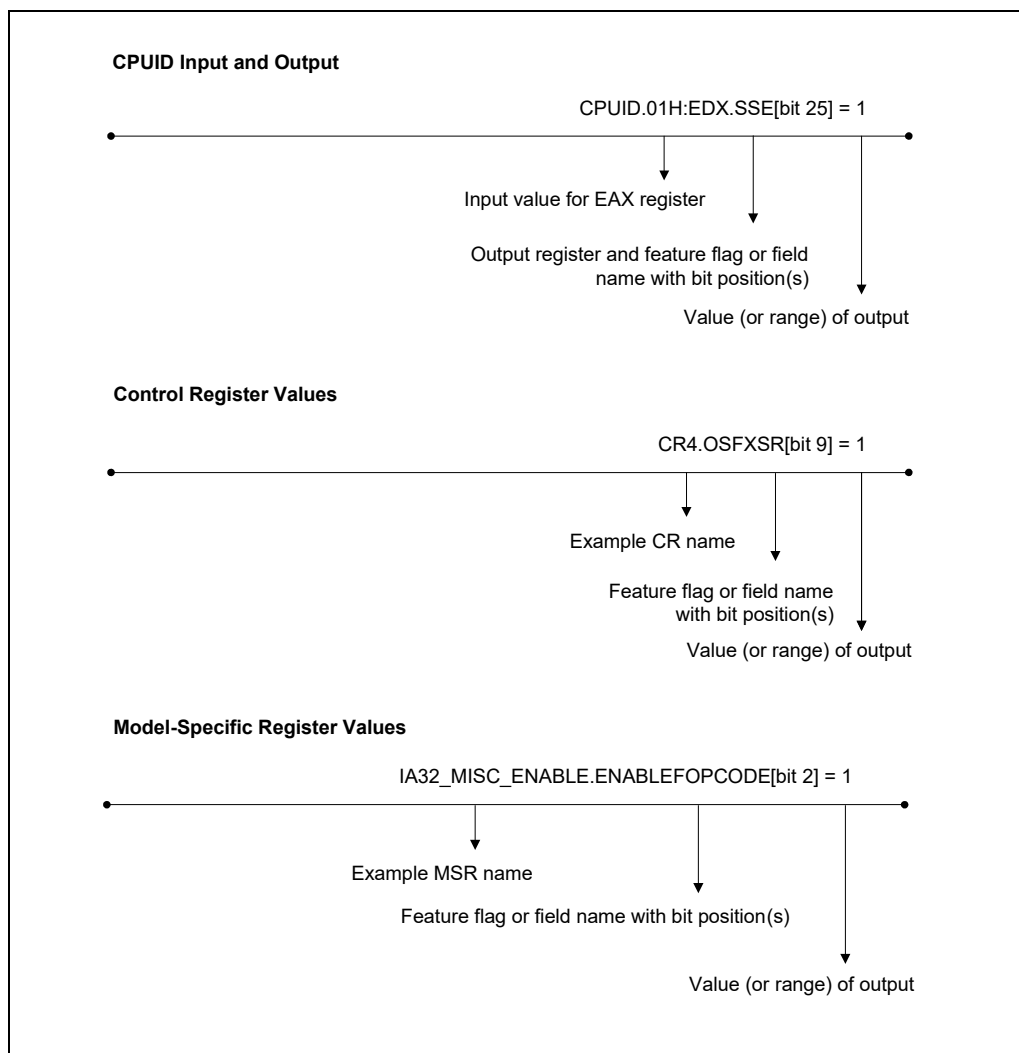 CPUID Input and Output
CPUID.01H:EDX.SSE[bit 25] = 1
Input value for EAX register
Output register and feature flag or field
name with bit position(s)
Value (or range) of output
Control Register Values
CR4.OSFXSR[bit 9] = 1
Example CR name
Feature flag or field name
with bit position(s)
Value (or range) of output
Model-Specific Register Values
IA32_MISC_ENABLE.ENABLEFOPCODE[bit 2] = 1
Example MSR name
Feature flag or field name with bit position(s)
Value (or range) of output